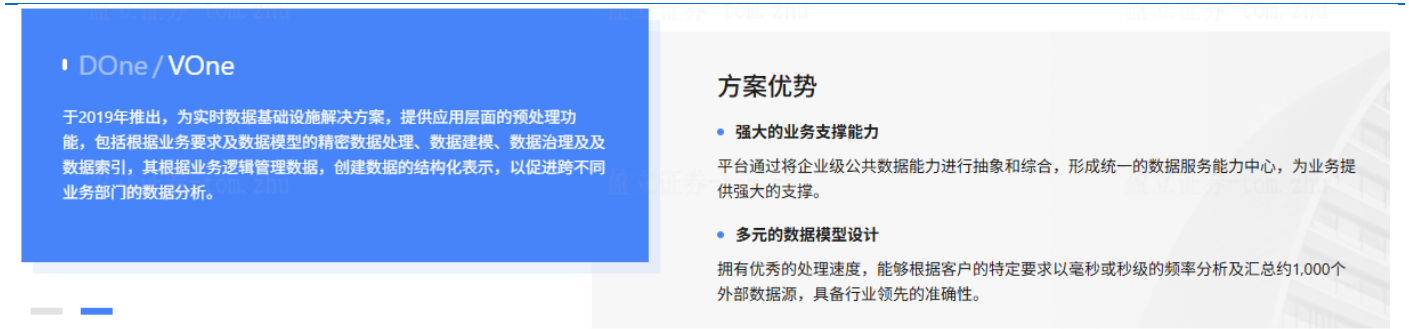 DOne / VOne
于2019年推出，为实时数据基础设施解决方案，提供应用层面的预处理功
能，包括根据业务要求及数据模型的精密数据处理、数据建模、数据治理及及
数据索引，其根据业务逻辑管理数据，创建数据的结构化表示，以促进跨不同
业务部门的数据分析。
方案优势
强大的业务支撑能力
平台通过将企业级公共数据能力进行抽象和综合，形成统一的数据服务能力中心，为业务提
供强大的支撑。
多元的数据模型设计
拥有优秀的处理速度，能够根据客户的特定要求以毫秒或秒级的频率分析及汇总约1,000个
外部数据源，具备行业领先的准确性。